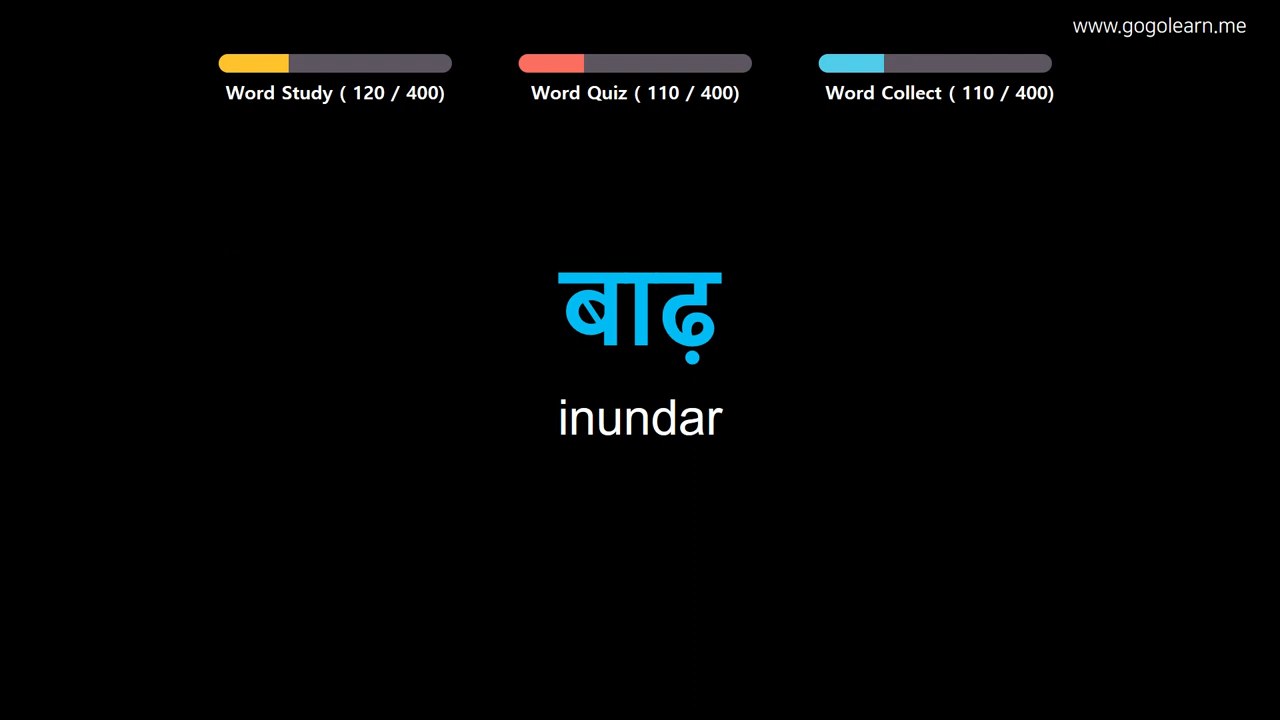 www.gogolearn.me
Word Study ( 120 / 400)
Word Quiz ( 110 / 400)
Word Collect ( 110 / 400)
बाढ़
inundar